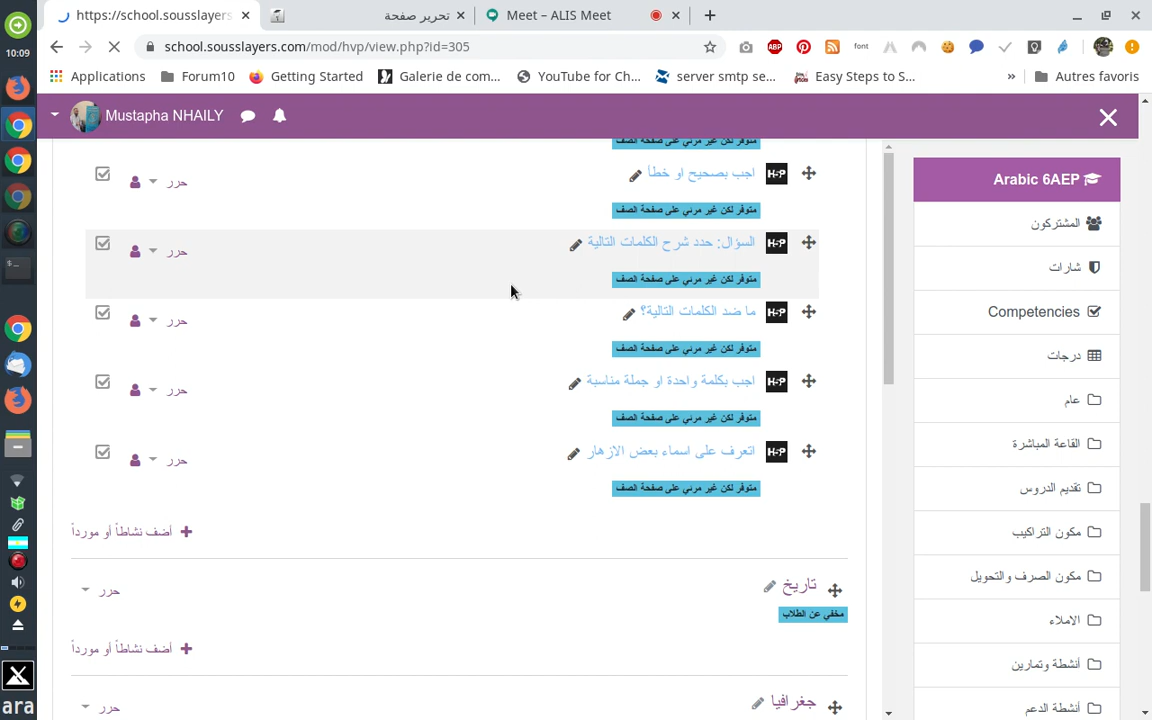 https://school.sousslayers.
تحرير صفحة
Meet – ALIS Meet
school.sousslayers.com/mod/hvp/view.php?id=305
Applications
Forum10
Getting Started
Galerie de com...
YouTube for Ch...
server smtp se...
Easy Steps to S...
»
Autres favoris
10:09
Mustapha NHAILY
متوفر لكن غير مرئي على صفحة الصف
اجب بصحيح او خطأ
حرر
متوفر لكن غير مرئي على صفحة الصف
السؤال: حدد شرح الكلمات التالية
حرر
متوفر لكن غير مرئي على صفحة الصف
ما ضد الكلمات التالية؟
حرر
متوفر لكن غير مرئي على صفحة الصف
اجب بكلمة واحدة او جملة مناسبة
حرر
متوفر لكن غير مرئي على صفحة الصف
اتعرف على اسماء بعض الازهار
حرر
متوفر لكن غير مرئي على صفحة الصف
أضف نشاطاً أو مورداً
تاريخ
حرر
مخفي عن الطلاب
أضف نشاطاً أو مورداً
جغرافيا
حرر
Arabic 6AEP
المشتركون
شارات
Competencies
درجات
عام
القاعة المباشرة
تقديم الدروس
مكون التراكيب
مكون الصرف والتحويل
الاملاء
أنشطة وتمارين
أنشطة الدعم
ara